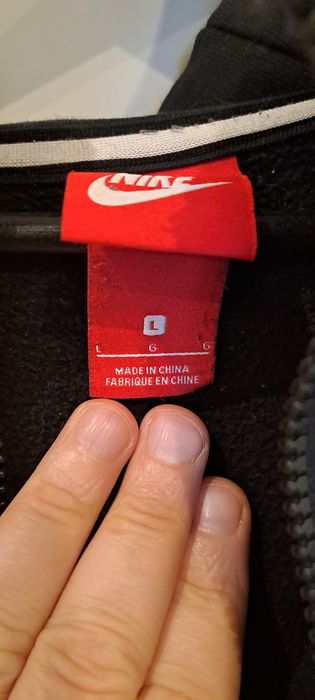 NIKE
L
L G G
MADE IN CHINA
FABRIQUE EN CHINE